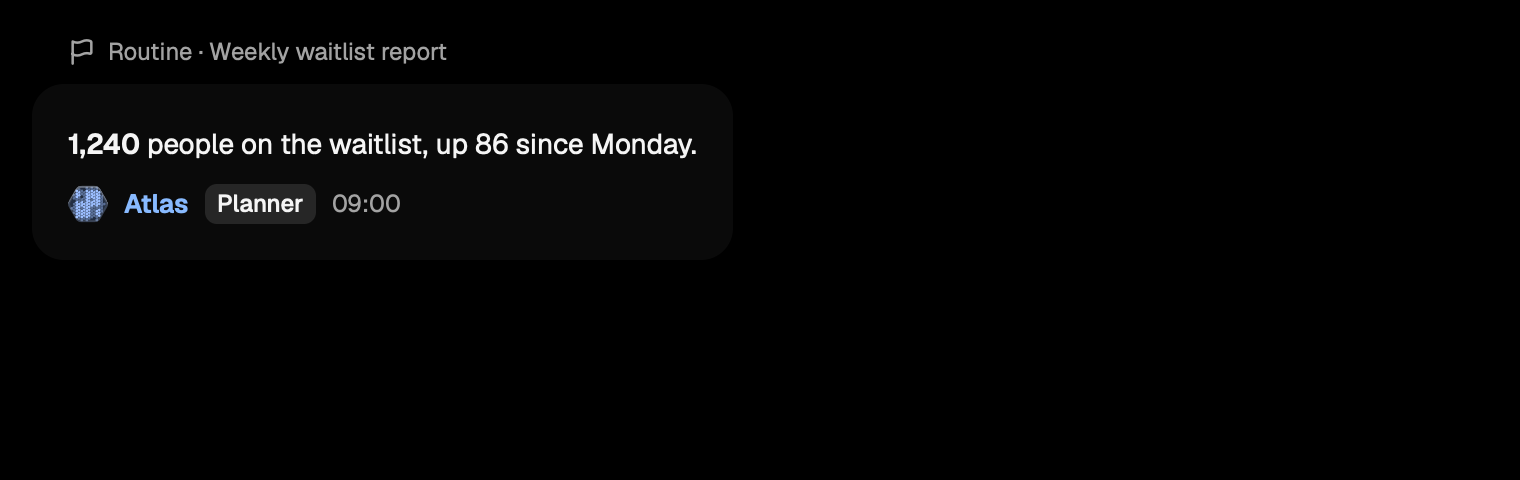 Routine · Weekly waitlist report
1,240 people on the waitlist, up 86 since Monday.
Atlas Planner 09:00